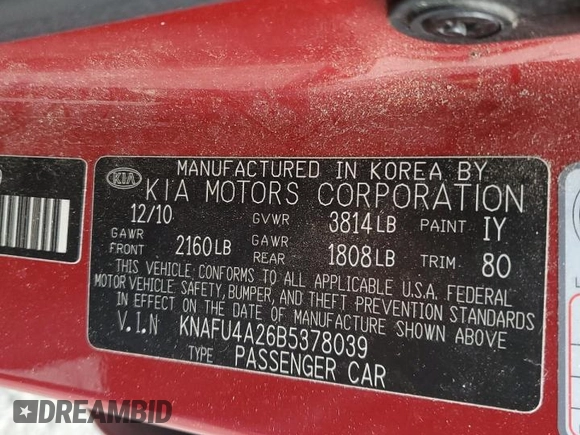 MANUFACTURED IN KOREA BY
KIA KIA MOTORS CORPORATION
12/10 GVWR 3814LB PAINT IY
GAWR FRONT 2160LB GAWR REAR 1808LB TRIM 80
THIS VEHICLE CONFORMS TO ALL APPLICABLE U.S.A. FEDERAL
MOTOR VEHICLE SAFETY, BUMPER, AND THEFT PREVENTION STANDARDS
IN EFFECT ON THE DATE OF MANUFACTURE SHOWN ABOVE
V.I.N KNAFU4A26B5378039
TYPE PASSENGER CAR
DREAMBID